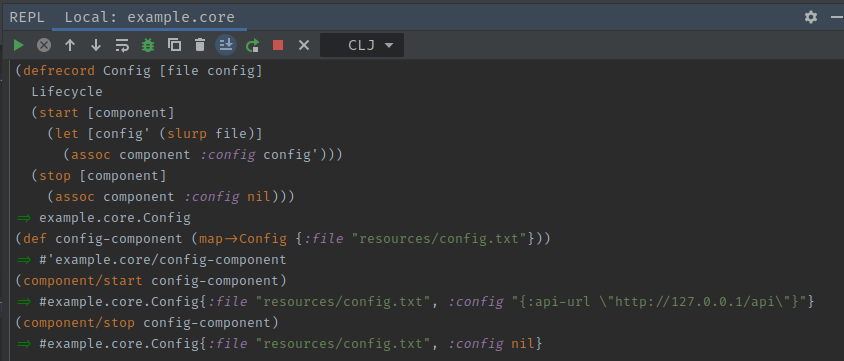 REPL Local: example.core
CLJ
(defrecord Config [file config]
  Lifecycle
  (start [component]
    (let [config' (slurp file)]
      (assoc component :config config')))
  (stop [component]
    (assoc component :config nil)))
=> example.core.Config
(def config-component (map->Config {:file "resources/config.txt"}))
=> #'example.core/config-component
(component/start config-component)
=> #example.core.Config{:file "resources/config.txt", :config "{:api-url \"http://127.0.0.1/api\"}"}
(component/stop config-component)
=> #example.core.Config{:file "resources/config.txt", :config nil}